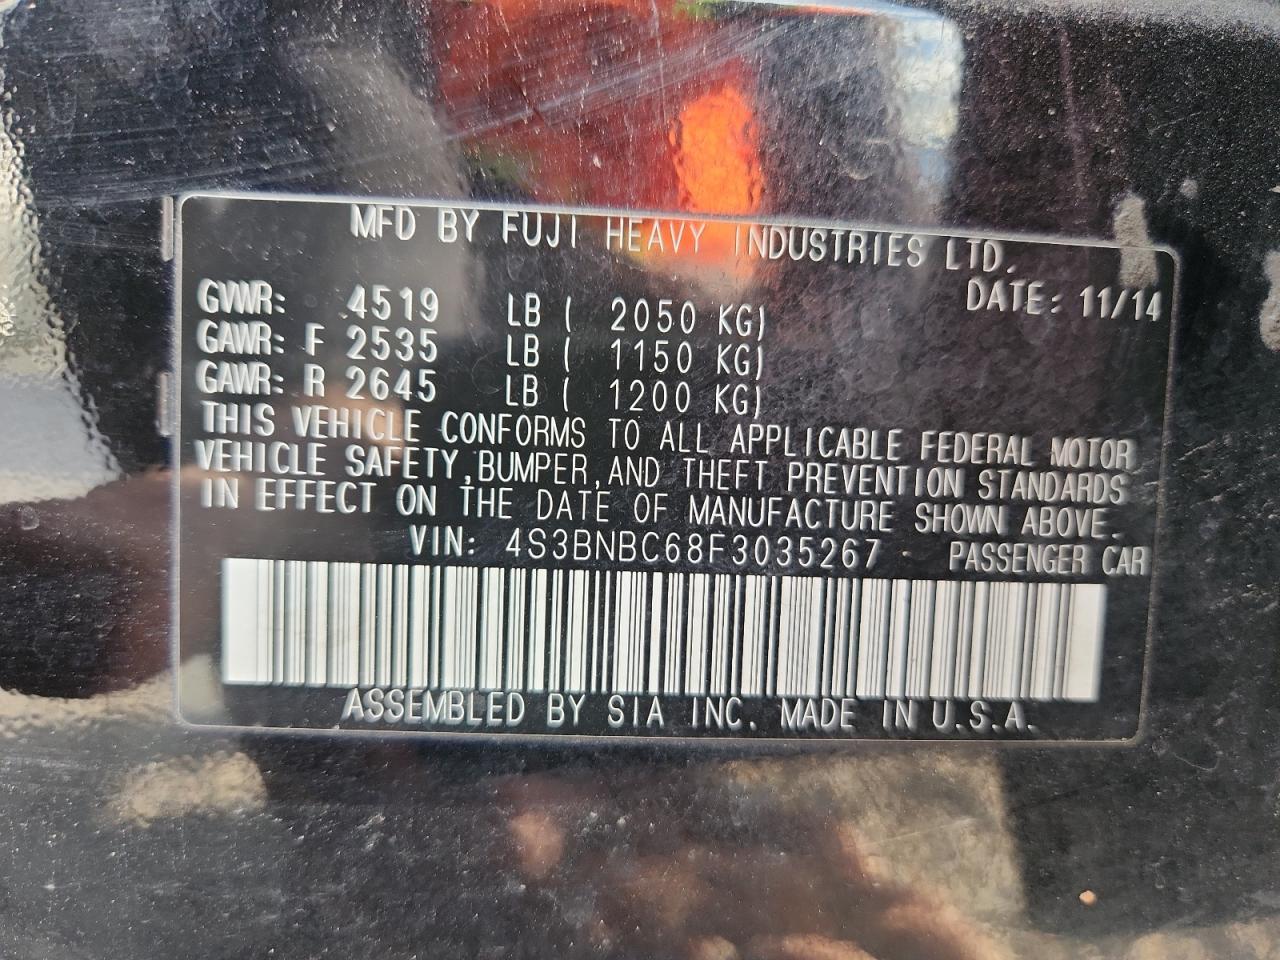 MFD BY FUJI HEAVY INDUSTRIES LTD.
DATE: 11/14
GVWR: 4519 LB ( 2050 KG)
GAWR: F 2535 LB ( 1150 KG)
GAWR: R 2645 LB ( 1200 KG)
THIS VEHICLE CONFORMS TO ALL APPLICABLE FEDERAL MOTOR
VEHICLE SAFETY, BUMPER, AND THEFT PREVENTION STANDARDS
IN EFFECT ON THE DATE OF MANUFACTURE SHOWN ABOVE.
VIN: 4S3BNBC68F3035267 PASSENGER CAR
ASSEMBLED BY SIA INC. MADE IN U.S.A.